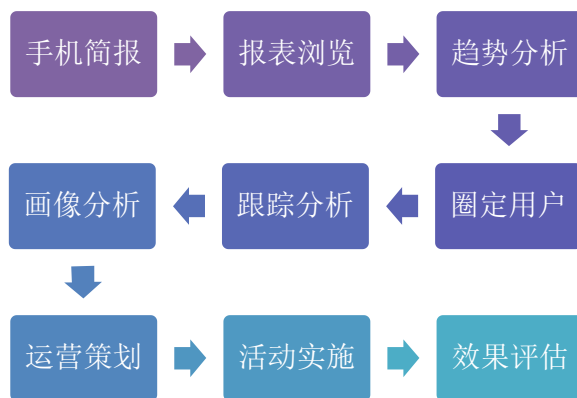 手机简报
报表浏览
趋势分析
圈定用户
跟踪分析
画像分析
运营策划
活动实施
效果评估